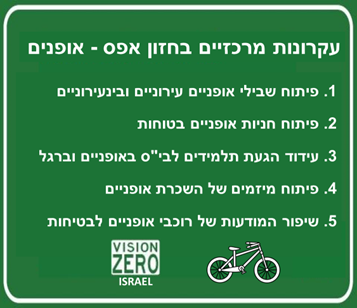 עקרונות מרכזיים בחזון אפס - אופנים
1. פיתוח שבילי אופניים עירוניים ובינעירוניים
2. פיתוח חניות אופניים בטוחות
3. עידוד הגעת תלמידים לבי"ס באופניים וברגל
4. פיתוח מיזמים של השכרת אופניים
5. שיפור המודעות של רוכבי אופניים לבטיחות
VISION
ZERO
ISRAEL